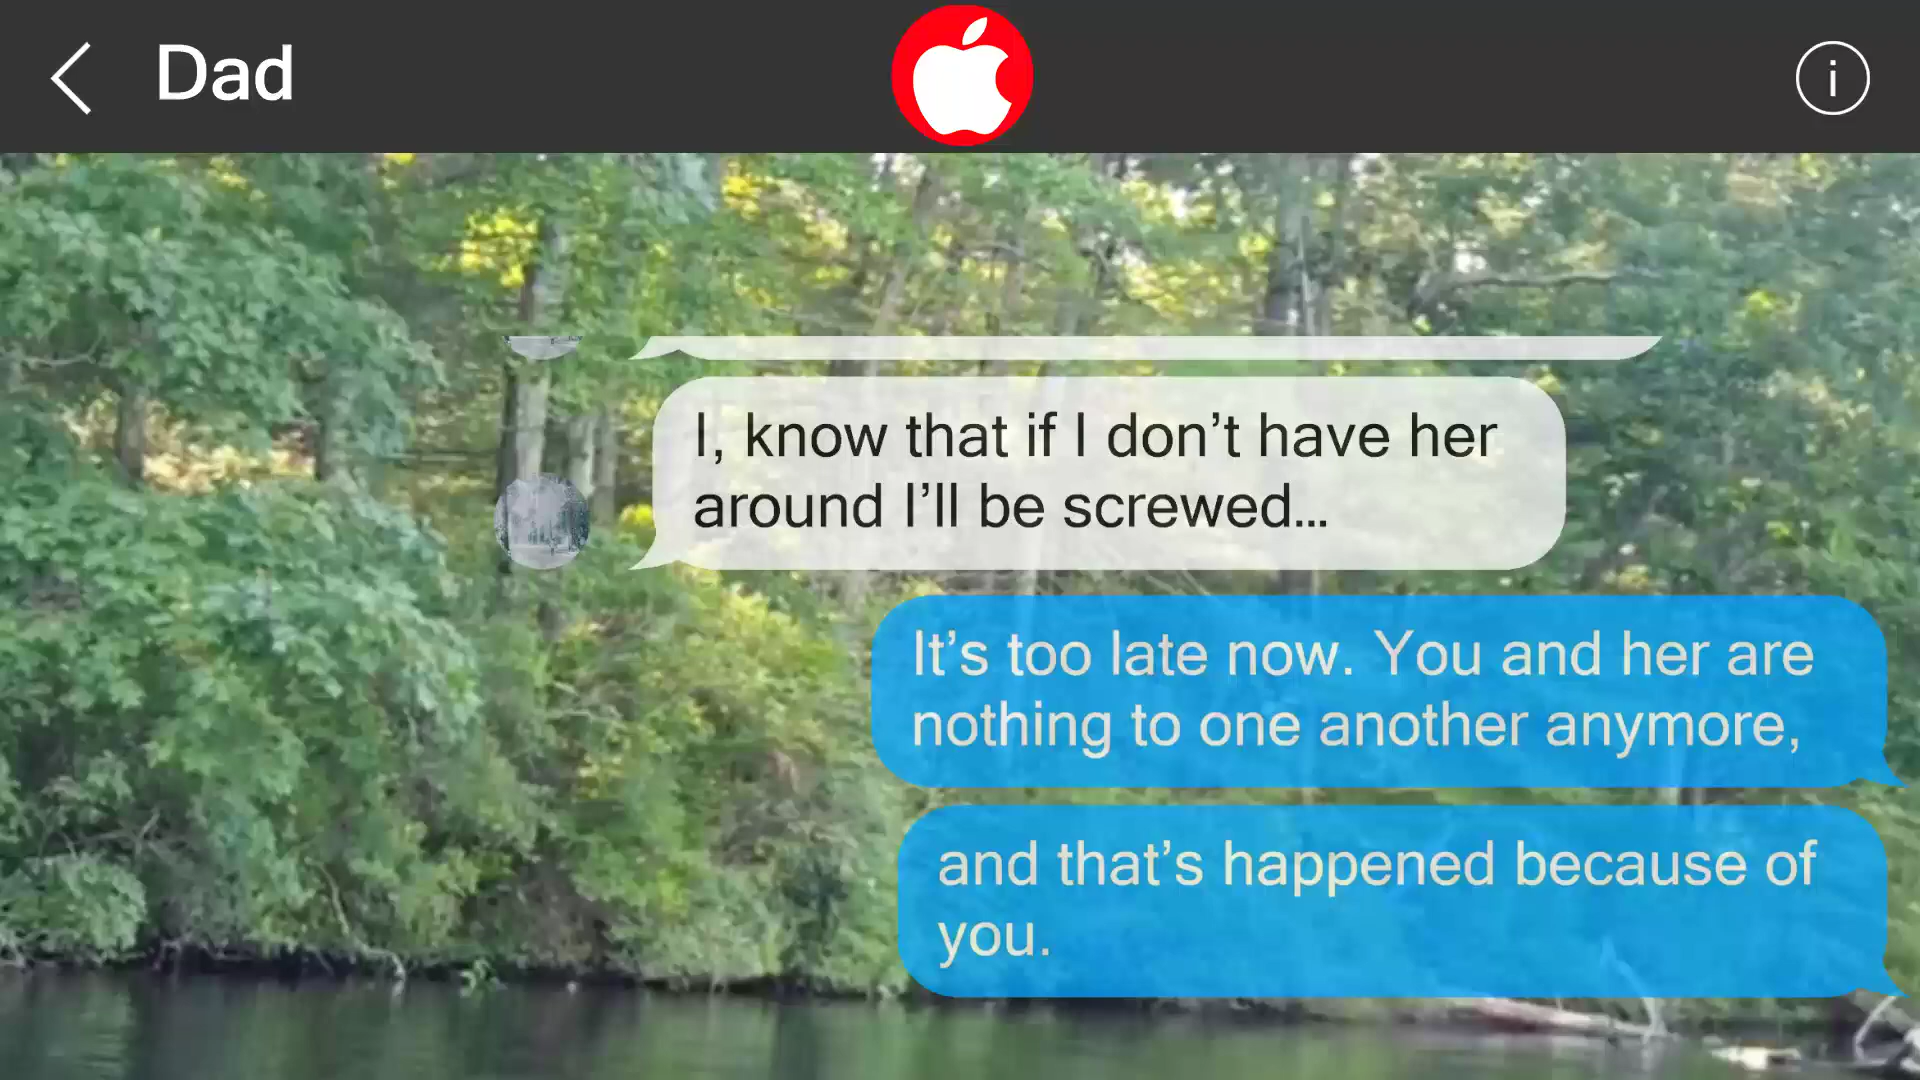 Dad
i
I, know that if I don’t have her
around I’ll be screwed...
It’s too late now. You and her are
nothing to one another anymore,
and that’s happened because of
you.